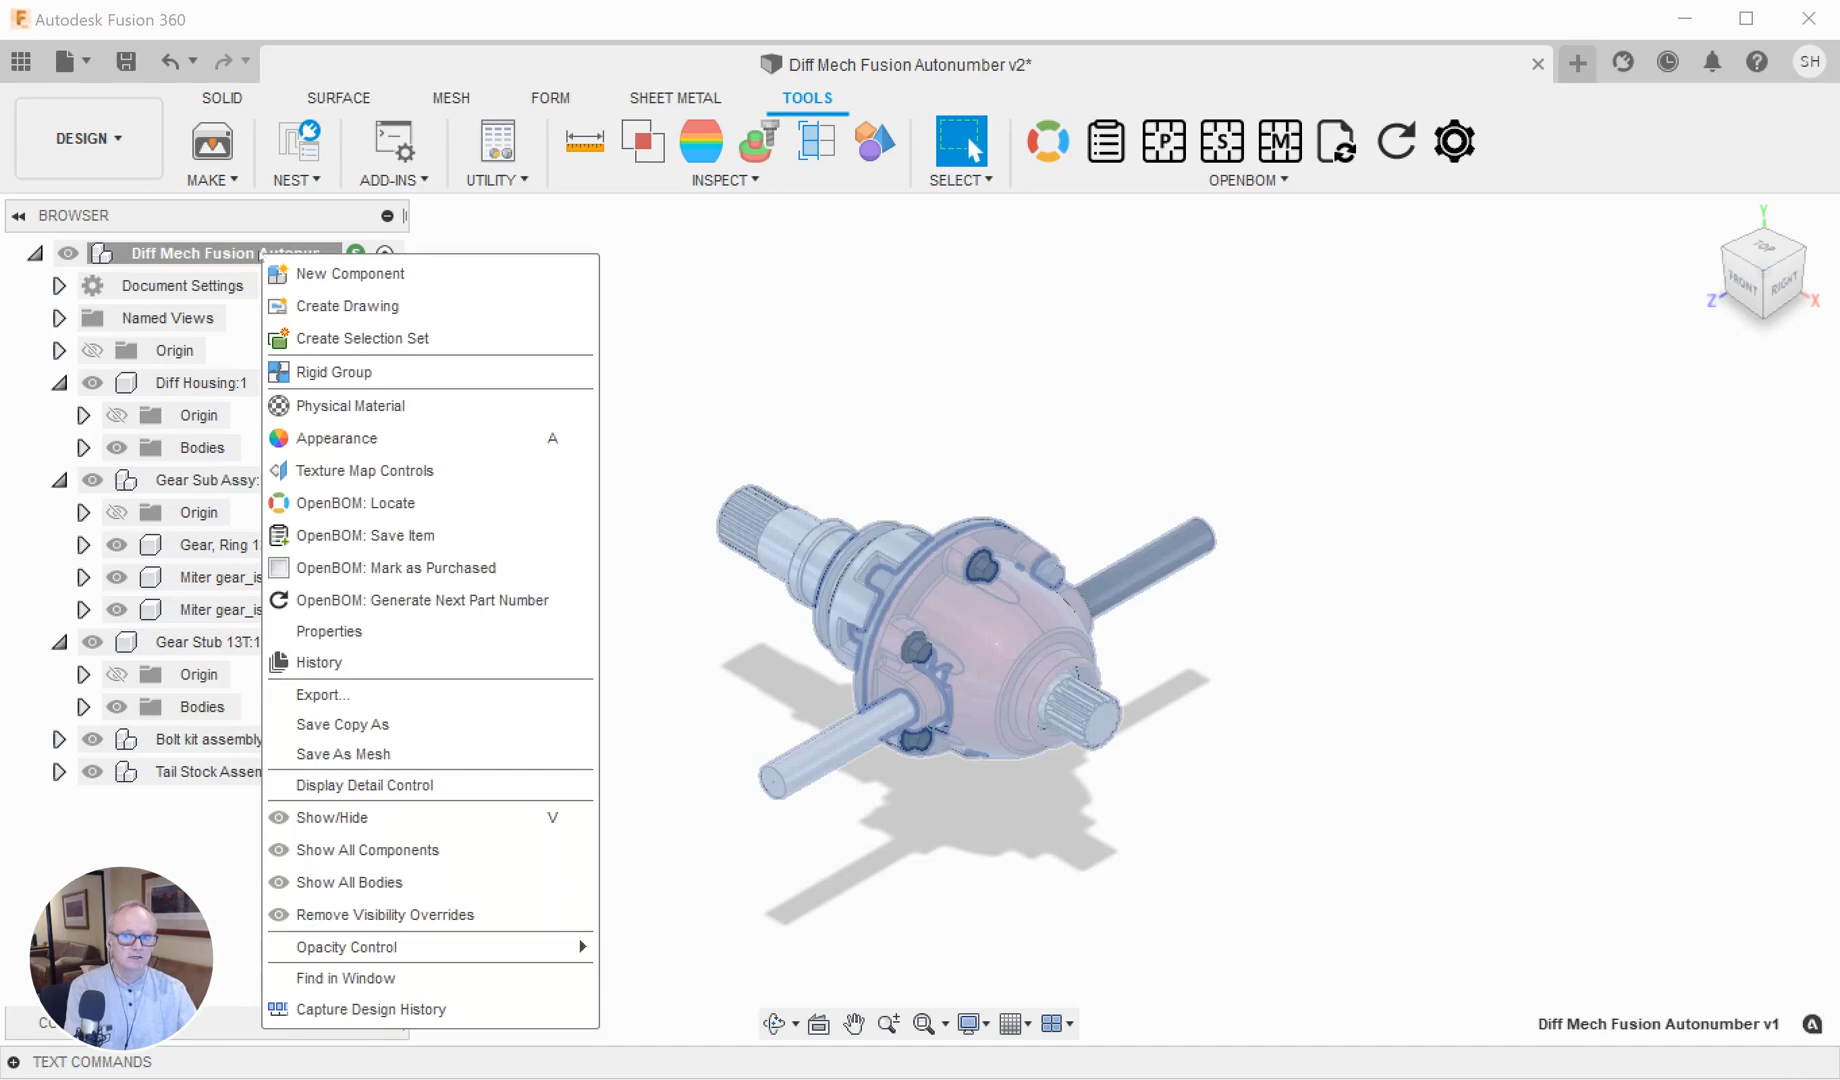 Autodesk Fusion 360
Diff Mech Fusion Autonumber v2*
SH
SOLID
SURFACE
MESH
FORM
SHEET METAL
TOOLS
DESIGN
MAKE
NEST
ADD-INS
UTILITY
INSPECT
SELECT
P
S
M
OPENBOM
BROWSER
Diff Mech Fusion Autonum
S
Document Settings
Named Views
Origin
Diff Housing:1
Origin
Bodies
Gear Sub Assy:
Origin
Gear, Ring 1
Miter gear_is
Miter gear_is
Gear Stub 13T:1
Origin
Bodies
Bolt kit assembly
Tail Stock Assem
New Component
Create Drawing
Create Selection Set
Rigid Group
Physical Material
Appearance A
Texture Map Controls
OpenBOM: Locate
OpenBOM: Save Item
OpenBOM: Mark as Purchased
OpenBOM: Generate Next Part Number
Properties
History
Export...
Save Copy As
Save As Mesh
Display Detail Control
Show/Hide V
Show All Components
Show All Bodies
Remove Visibility Overrides
Opacity Control
Find in Window
Capture Design History
Y
TOP
FRONT
RIGHT
Z
X
Diff Mech Fusion Autonumber v1
TEXT COMMANDS